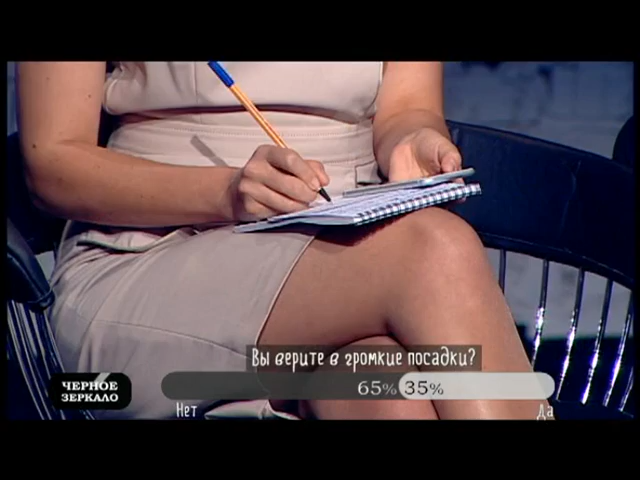 Вы верите в громкие посадки?
ЧЕРНОЕ
ЗЕРКАЛО
65% 35%
Нет
Да